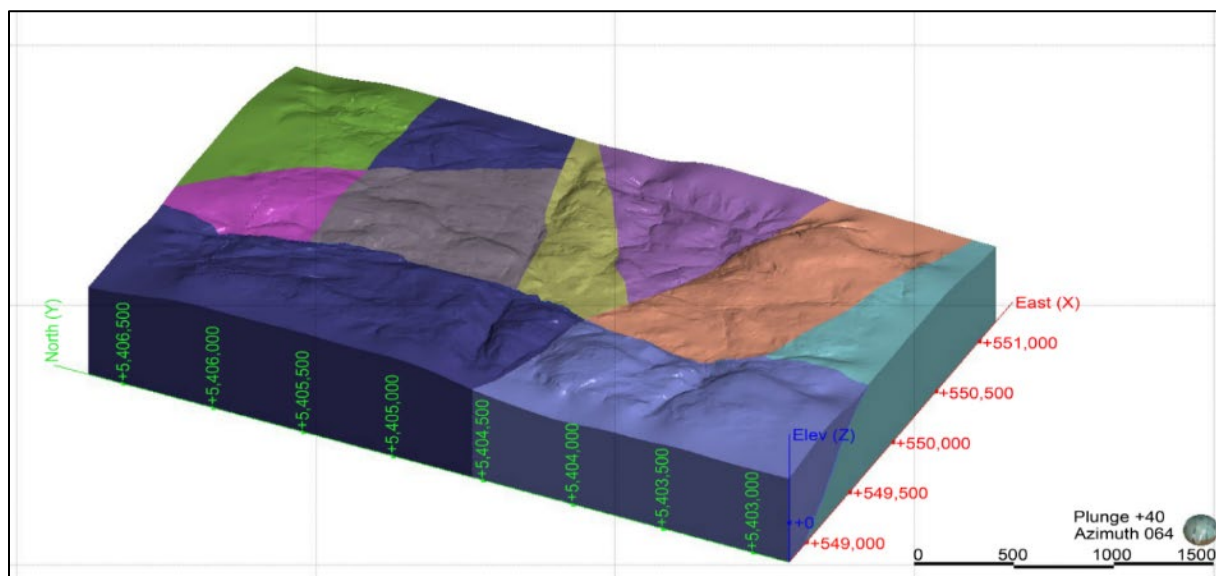 North (Y)
+5,406,500
+5,406,000
+5,405,500
+5,405,000
+5,404,500
+5,404,000
+5,403,500
+5,403,000
Elev (Z)
+0
East (X)
+551,000
+550,500
+550,000
+549,500
+549,000
Plunge +40
Azimuth 064
0 500 1000 1500